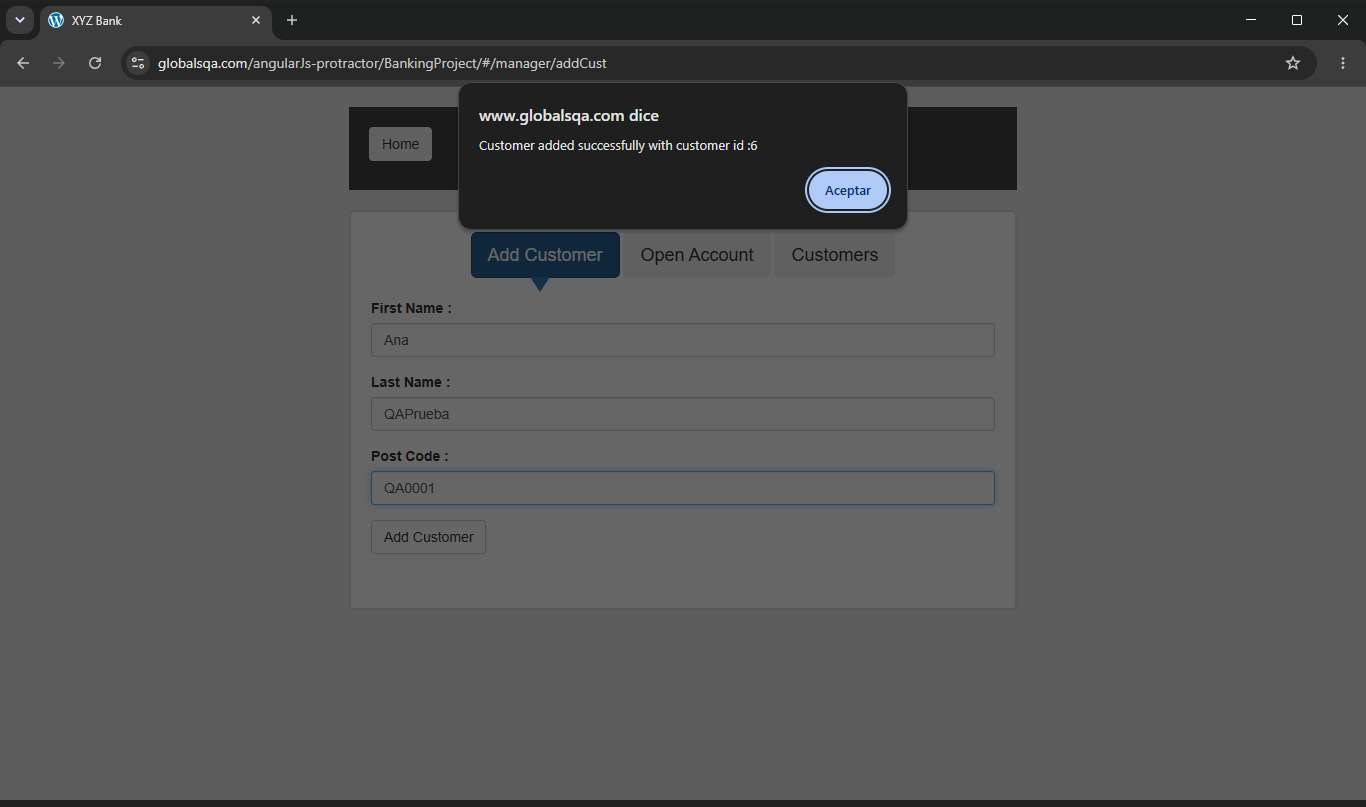 XYZ Bank
globalsqa.com/angularJs-protractor/BankingProject/#/manager/addCust
www.globalsqa.com dice
Customer added successfully with customer id :6
Aceptar
Home
Add Customer Open Account Customers
First Name :
Ana
Last Name :
QAPrueba
Post Code :
QA0001
Add Customer